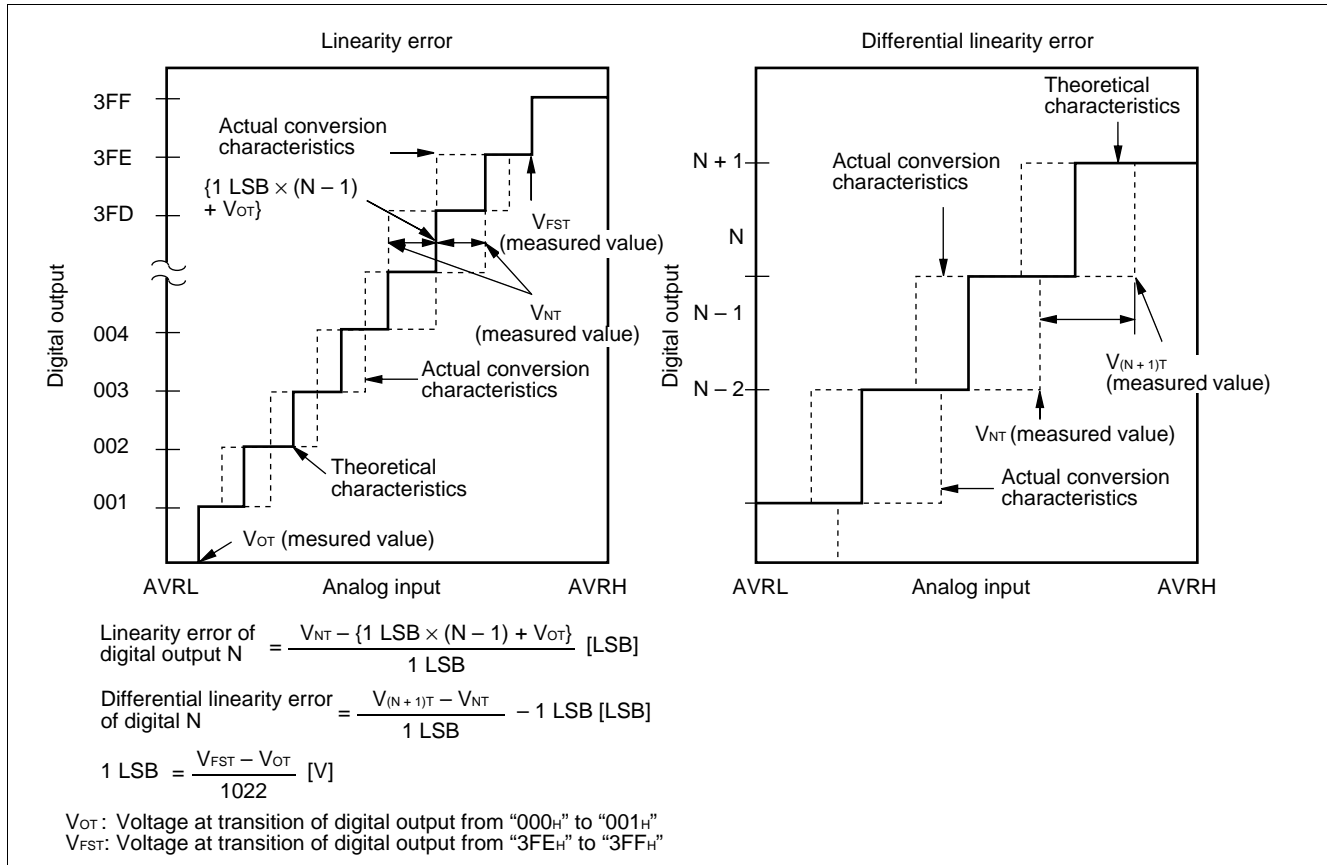 Linearity error
3FF
3FE
3FD
004
003
002
001
Digital output
Actual conversion
characteristics
{1 LSB × (N – 1)
+ VOT}
VFST
(measured value)
VNT
(measured value)
Actual conversion
characteristics
Theoretical
characteristics
VOT (mesured value)
AVRL
Analog input
AVRH
Differential linearity error
N + 1
N
N – 1
N – 2
Digital output
Theoretical
characteristics
Actual conversion
characteristics
V(N + 1)T
(measured value)
VNT (measured value)
Actual conversion
characteristics
AVRL
Analog input
AVRH
Linearity error of
digital output N
= VNT – {1 LSB × (N – 1) + VOT}
1 LSB
[LSB]
Differential linearity error
of digital N
= V(N + 1)T – VNT
1 LSB
– 1 LSB [LSB]
1 LSB = VFST – VOT
1022
[V]
VOT : Voltage at transition of digital output from “000H” to “001H”
VFST: Voltage at transition of digital output from “3FEH” to “3FFH”